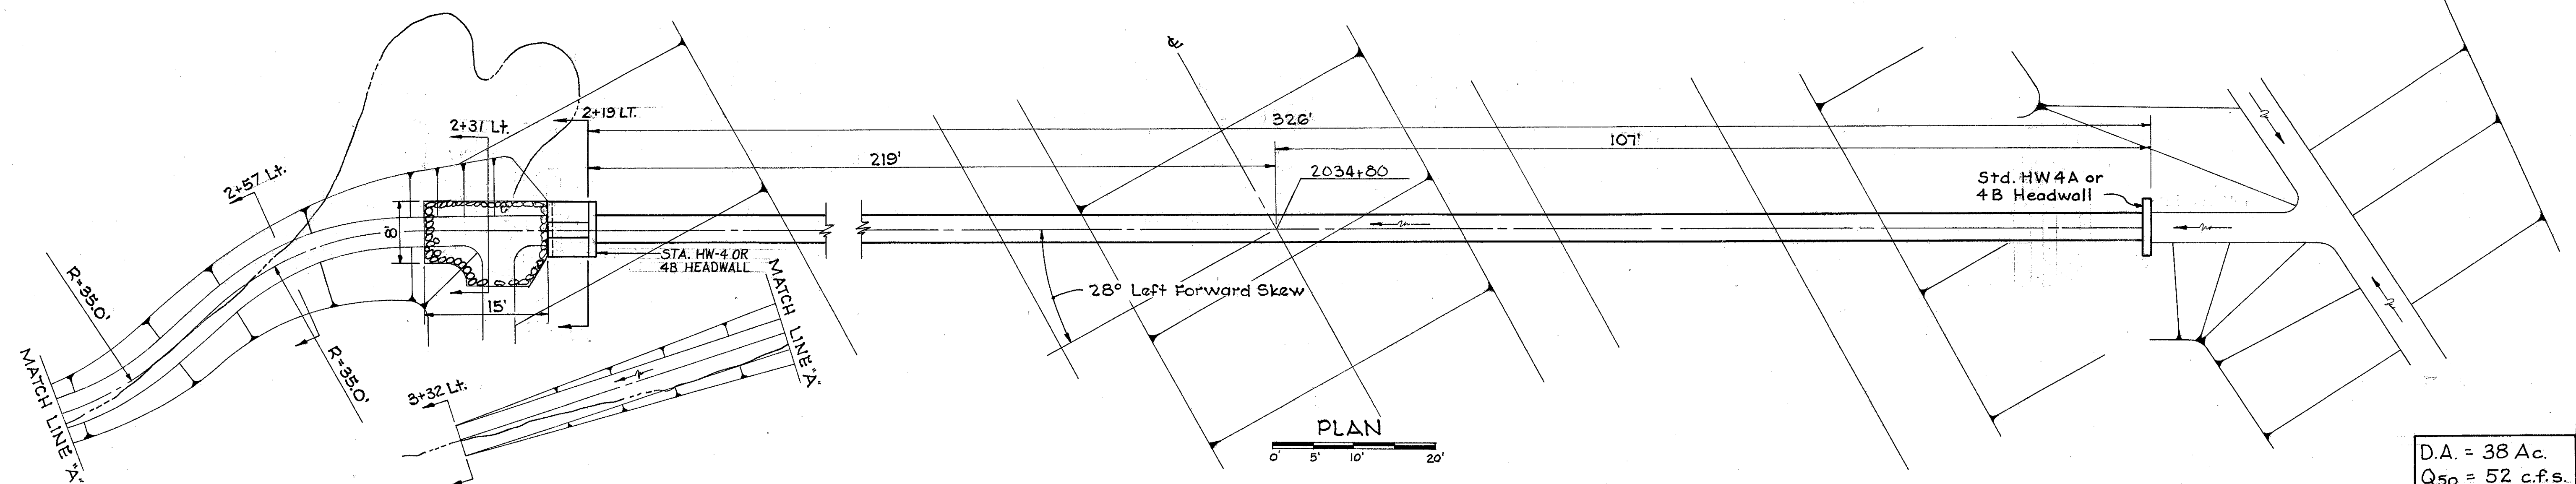 ℄
2+19 LT.
2+31 Lt.
326'
107'
219'
2034+80
2+57 Lt.
Std. HW 4A or
4B Headwall
8'
STA. HW-4 OR
4B HEADWALL
R=35.0'
MATCH LINE "A"
28° Left Forward Skew
15'
R=35.0'
MATCH LINE "A"
3+32 Lt.
PLAN
0' 5' 10' 20'
D.A. = 38 Ac.
Q50 = 52 c.f.s.